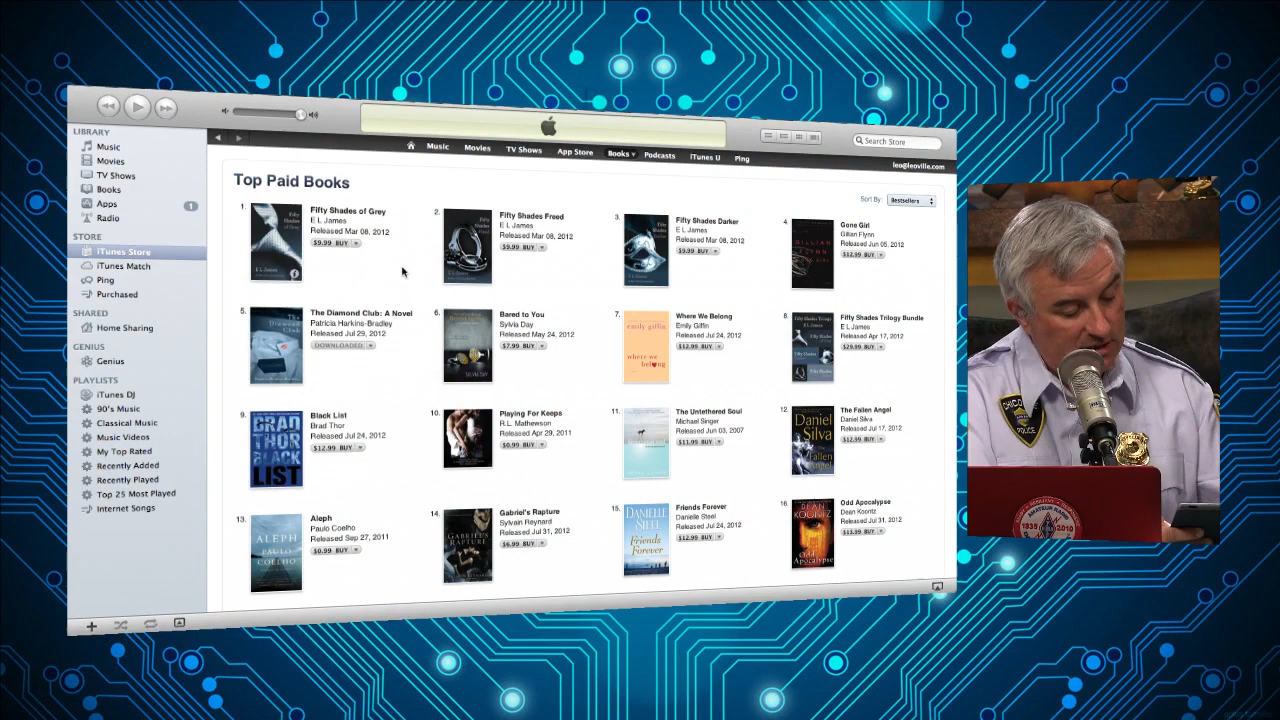 LIBRARY
Music
Movies
TV Shows
Books
Apps
1
Radio
STORE
iTunes Store
iTunes Match
Ping
Purchased
SHARED
Home Sharing
GENIUS
Genius
PLAYLISTS
iTunes DJ
90's Music
Classical Music
Music Videos
My Top Rated
Recently Added
Recently Played
Top 25 Most Played
Internet Songs
Search Store
Music Movies TV Shows App Store Books Podcasts iTunes U Ping
leo@leoville.com
Top Paid Books
Sort By: Bestsellers
1.
Fifty Shades of Grey
E L James
Released Mar 08, 2012
$9.99 BUY
2.
Fifty Shades Freed
E L James
Released Mar 08, 2012
$9.99 BUY
3.
Fifty Shades Darker
E L James
Released Mar 08, 2012
$9.99 BUY
4.
GILLIAN
FLYNN
Gone Girl
Gillian Flynn
Released Jun 05, 2012
$12.99 BUY
5.
The Diamond Club: A Novel
Patricia Harkins-Bradley
Released Jul 29, 2012
DOWNLOADED
6.
Bared to You
Sylvia Day
Released May 24, 2012
$7.99 BUY
7.
emily giffin
where we
belong
Where We Belong
Emily Giffin
Released Jul 24, 2012
$12.99 BUY
8.
Fifty Shades Trilogy Bundle
E L James
Released Apr 17, 2012
$29.99 BUY
9.
BRAD
THOR
BLACK
LIST
Black List
Brad Thor
Released Jul 24, 2012
$12.99 BUY
10.
Playing For Keeps
R.L. Mathewson
Released Apr 29, 2011
$0.99 BUY
11.
The Untethered Soul
Michael Singer
Released Jun 03, 2007
$11.99 BUY
12.
Daniel
Silva
The
Fallen
Angel
The Fallen Angel
Daniel Silva
Released Jul 17, 2012
$12.99 BUY
13.
ALEPH
PAULO
COELHO
Aleph
Paulo Coelho
Released Sep 27, 2011
$0.99 BUY
14.
GABRIEL'S
RAPTURE
Gabriel's Rapture
Sylvain Reynard
Released Jul 31, 2012
$6.99 BUY
15.
DANIELLE
STEEL
Friends
Forever
Friends Forever
Danielle Steel
Released Jul 24, 2012
$12.99 BUY
16.
DEAN
KOONTZ
Odd
Apocalypse
Odd Apocalypse
Dean Koontz
Released Jul 31, 2012
$13.99 BUY
POLICE
AMATEUR RADIO
2010